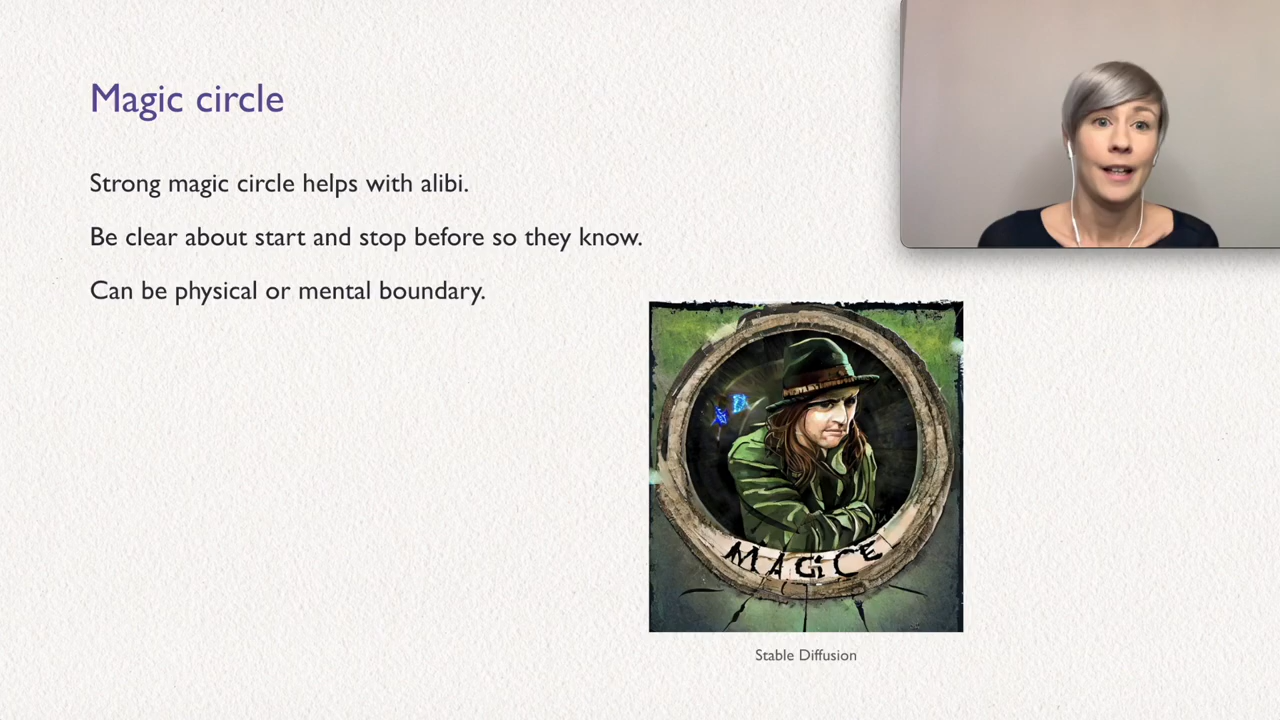 Magic circle
Strong magic circle helps with alibi.
Be clear about start and stop before so they know.
Can be physical or mental boundary.
MAGiCE
Stable Diffusion